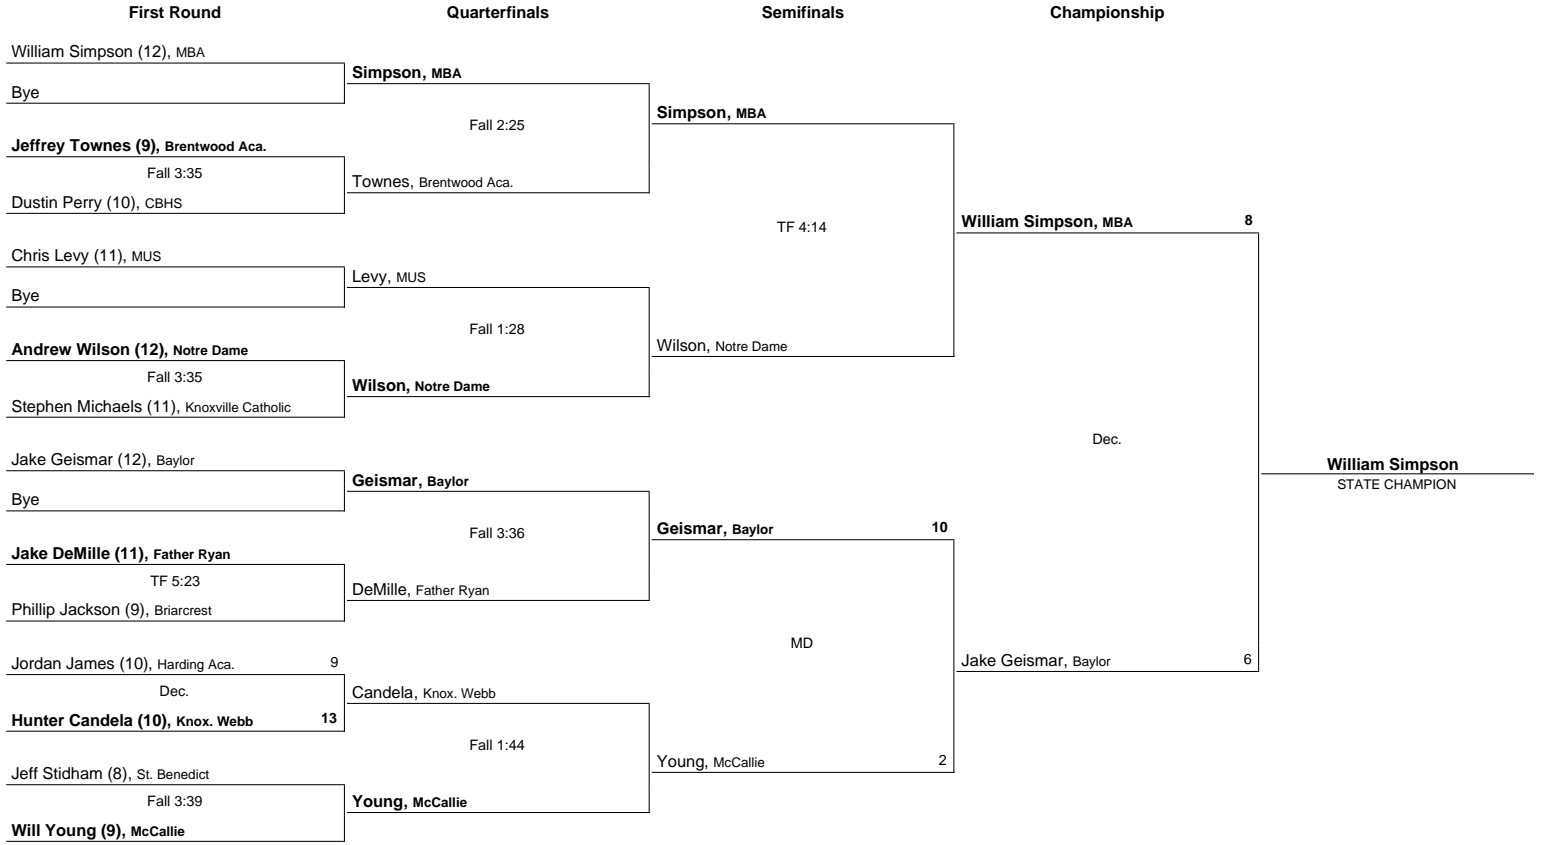 First Round
Quarterfinals
Semifinals
Championship
William Simpson (12), MBA
Bye
Jeffrey Townes (9), Brentwood Aca.
Fall 3:35
Dustin Perry (10), CBHS
Chris Levy (11), MUS
Bye
Andrew Wilson (12), Notre Dame
Fall 3:35
Stephen Michaels (11), Knoxville Catholic
Jake Geismar (12), Baylor
Bye
Jake DeMille (11), Father Ryan
TF 5:23
Phillip Jackson (9), Briarcrest
Jordan James (10), Harding Aca. 9
Dec.
Hunter Candela (10), Knox. Webb 13
Jeff Stidham (8), St. Benedict
Fall 3:39
Will Young (9), McCallie
Simpson, MBA
Fall 2:25
Townes, Brentwood Aca.
Levy, MUS
Fall 1:28
Wilson, Notre Dame
Geismar, Baylor
Fall 3:36
DeMille, Father Ryan
Candela, Knox. Webb
Fall 1:44
Young, McCallie
Simpson, MBA
TF 4:14
Wilson, Notre Dame
Geismar, Baylor 10
MD
Young, McCallie 2
William Simpson, MBA 8
Dec.
Jake Geismar, Baylor 6
William Simpson
STATE CHAMPION